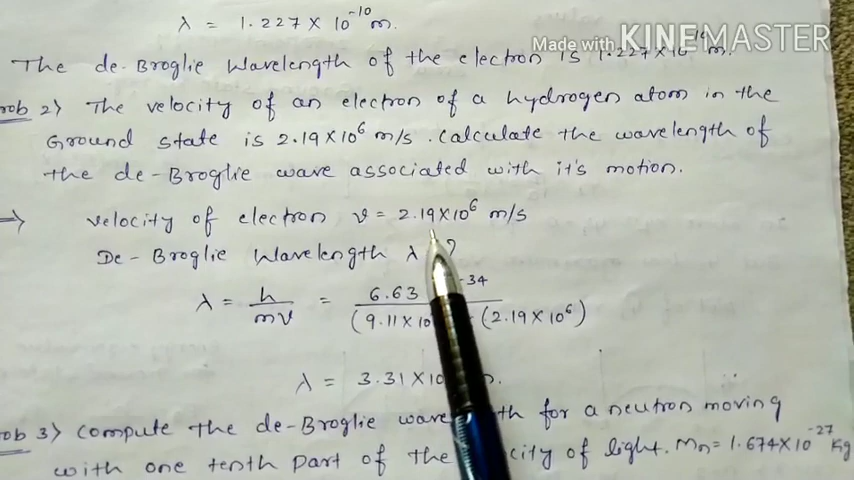 λ = 1.227 × 10⁻¹⁰ m.
Made with KINEMASTER
The de-Broglie wavelength of the electron is 1.227×10 m.
rob 2) The velocity of an electron of a hydrogen atom in the
Ground state is 2.19×10⁶ m/s. Calculate the wavelength of
the de-Broglie wave associated with it's motion.
⇒ velocity of electron v = 2.19×10⁶ m/s
De-Broglie Wavelength λ ?
λ = h/mv = 6.63 ⁻³⁴ / (9.11×10 (2.19×10⁶)
λ = 3.31×10 m.
rob 3) Compute the de-Broglie wave th for a neutron moving
with one tenth part of the city of light. Mn = 1.674×10⁻²⁷ Kg